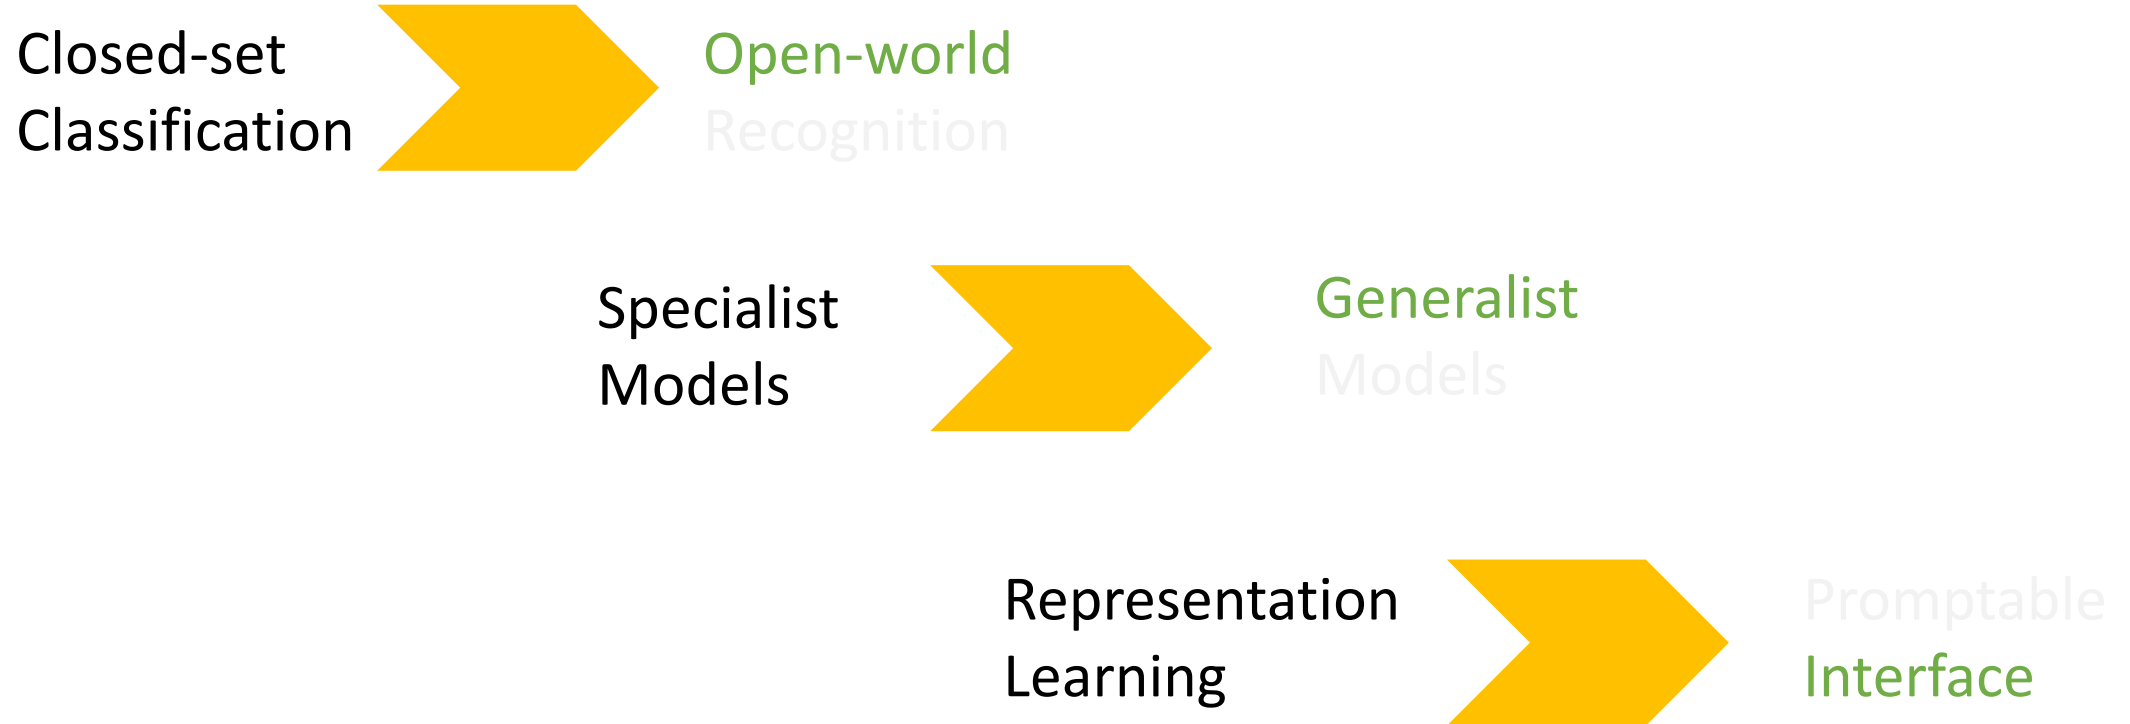 Closed-set
Classification
Open-world
Recognition
Specialist
Models
Generalist
Models
Representation
Learning
Promptable
Interface